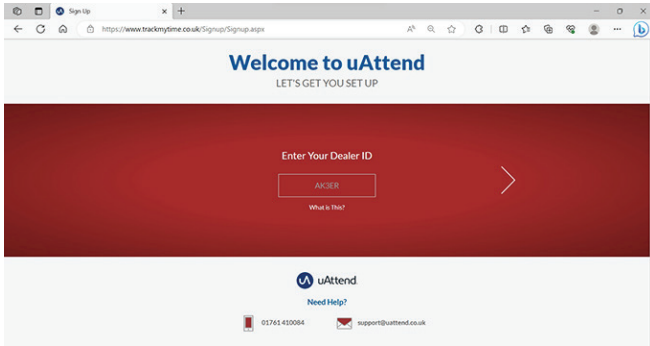 Sign Up
https://www.trackmytime.co.uk/Signup/Signup.aspx
Welcome to uAttend
LET'S GET YOU SET UP
Enter Your Dealer ID
AK3ER
What is This?
uAttend
Need Help?
01761 410084
support@uattend.co.uk